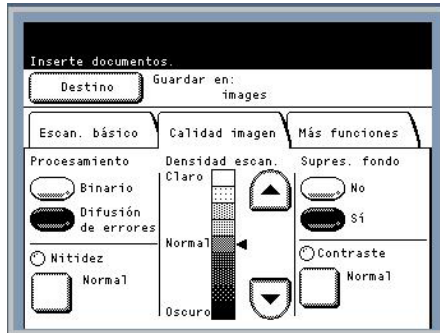 Inserte documentos.
Destino
Guardar en:
images
Escan. básico
Calidad imagen
Más funciones
Procesamiento
Binario
Difusión
de errores
Nitidez
Normal
Densidad escan.
Claro
Normal
Oscuro
Supres. fondo
No
Sí
Contraste
Normal